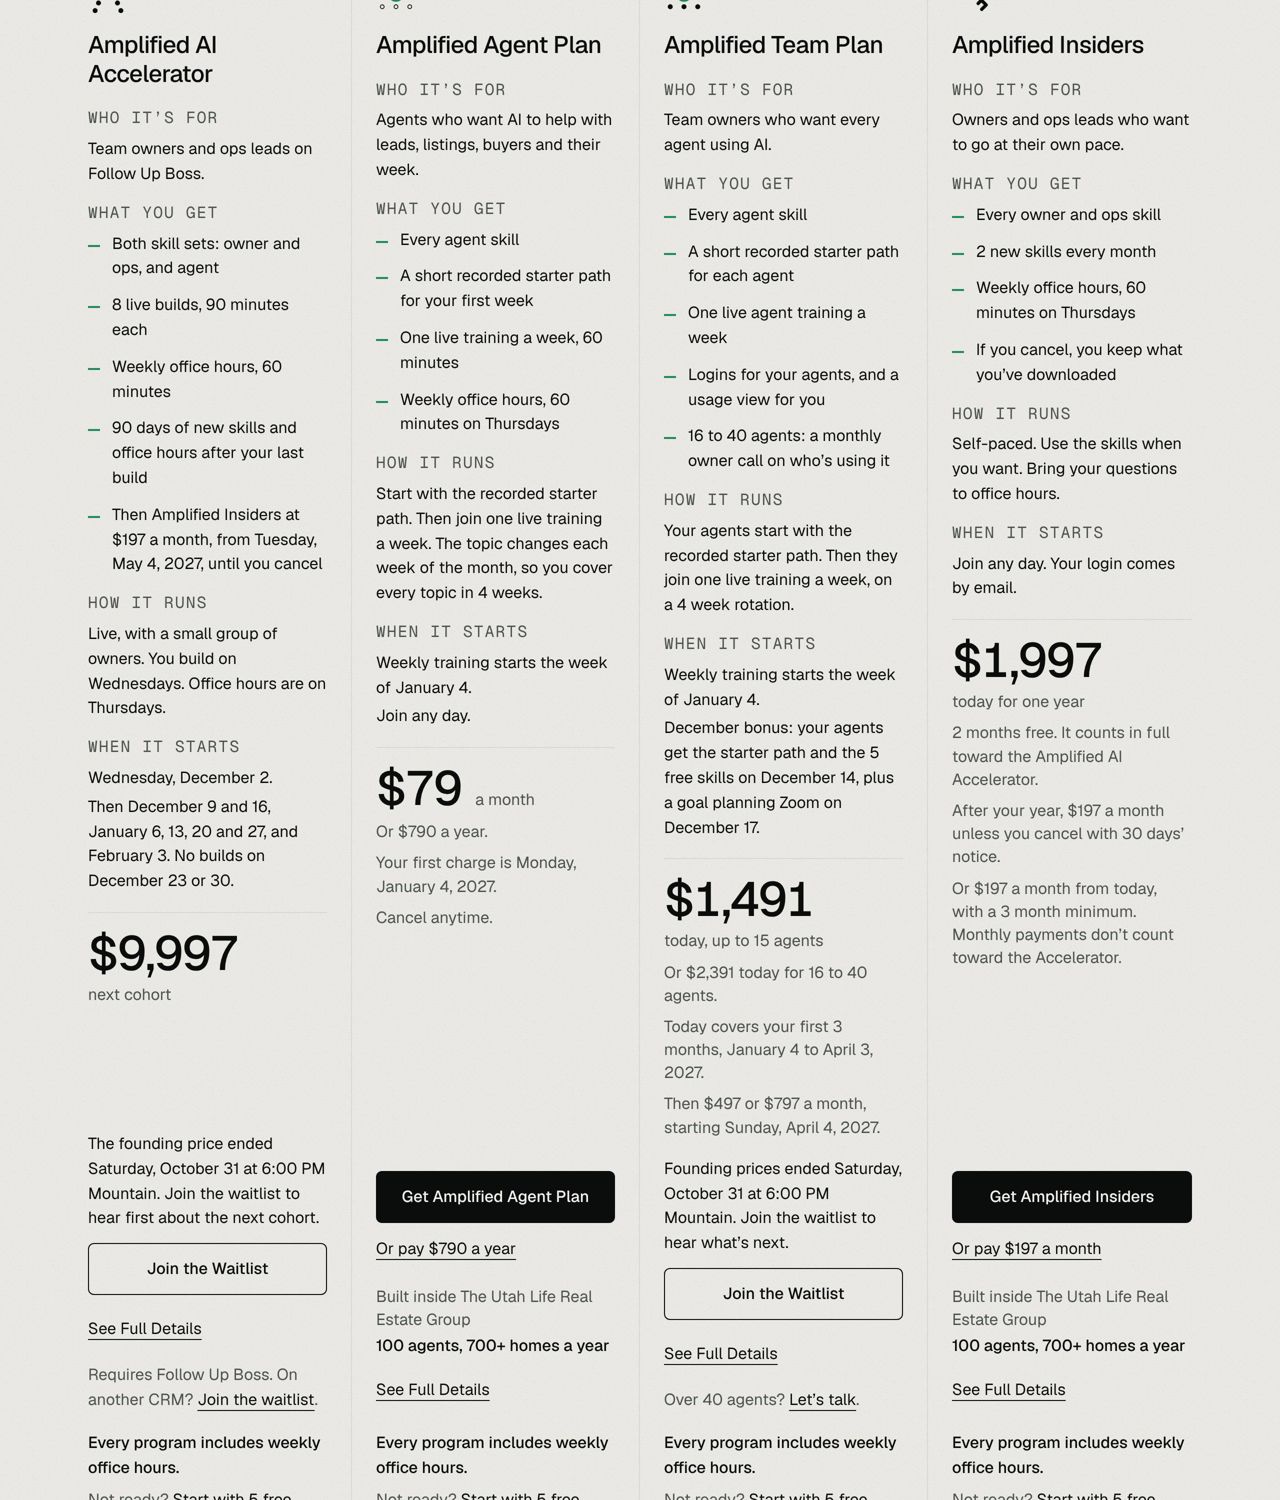 Amplified AI
Accelerator
WHO IT’S FOR
Team owners and ops leads on
Follow Up Boss.
WHAT YOU GET
Both skill sets: owner and
ops, and agent
8 live builds, 90 minutes
each
Weekly office hours, 60
minutes
90 days of new skills and
office hours after your last
build
Then Amplified Insiders at
$197 a month, from Tuesday,
May 4, 2027, until you cancel
HOW IT RUNS
Live, with a small group of
owners. You build on
Wednesdays. Office hours are on
Thursdays.
WHEN IT STARTS
Wednesday, December 2.
Then December 9 and 16,
January 6, 13, 20 and 27, and
February 3. No builds on
December 23 or 30.
$9,997
next cohort
The founding price ended
Saturday, October 31 at 6:00 PM
Mountain. Join the waitlist to
hear first about the next cohort.
Join the Waitlist
See Full Details
Requires Follow Up Boss. On
another CRM? Join the waitlist.
Every program includes weekly
office hours.
Not ready? Start with 5 free
Amplified Agent Plan
WHO IT’S FOR
Agents who want AI to help with
leads, listings, buyers and their
week.
WHAT YOU GET
Every agent skill
A short recorded starter path
for your first week
One live training a week, 60
minutes
Weekly office hours, 60
minutes on Thursdays
HOW IT RUNS
Start with the recorded starter
path. Then join one live training
a week. The topic changes each
week of the month, so you cover
every topic in 4 weeks.
WHEN IT STARTS
Weekly training starts the week
of January 4.
Join any day.
$79 a month
Or $790 a year.
Your first charge is Monday,
January 4, 2027.
Cancel anytime.
Get Amplified Agent Plan
Or pay $790 a year
Built inside The Utah Life Real
Estate Group
100 agents, 700+ homes a year
See Full Details
Every program includes weekly
office hours.
Not ready? Start with 5 free
Amplified Team Plan
WHO IT’S FOR
Team owners who want every
agent using AI.
WHAT YOU GET
Every agent skill
A short recorded starter path
for each agent
One live agent training a
week
Logins for your agents, and a
usage view for you
16 to 40 agents: a monthly
owner call on who’s using it
HOW IT RUNS
Your agents start with the
recorded starter path. Then they
join one live training a week, on
a 4 week rotation.
WHEN IT STARTS
Weekly training starts the week
of January 4.
December bonus: your agents
get the starter path and the 5
free skills on December 14, plus
a goal planning Zoom on
December 17.
$1,491
today, up to 15 agents
Or $2,391 today for 16 to 40
agents.
Today covers your first 3
months, January 4 to April 3,
2027.
Then $497 or $797 a month,
starting Sunday, April 4, 2027.
Founding prices ended Saturday,
October 31 at 6:00 PM
Mountain. Join the waitlist to
hear what’s next.
Join the Waitlist
See Full Details
Over 40 agents? Let’s talk.
Every program includes weekly
office hours.
Not ready? Start with 5 free
Amplified Insiders
WHO IT’S FOR
Owners and ops leads who want
to go at their own pace.
WHAT YOU GET
Every owner and ops skill
2 new skills every month
Weekly office hours, 60
minutes on Thursdays
If you cancel, you keep what
you’ve downloaded
HOW IT RUNS
Self-paced. Use the skills when
you want. Bring your questions
to office hours.
WHEN IT STARTS
Join any day. Your login comes
by email.
$1,997
today for one year
2 months free. It counts in full
toward the Amplified AI
Accelerator.
After your year, $197 a month
unless you cancel with 30 days’
notice.
Or $197 a month from today,
with a 3 month minimum.
Monthly payments don’t count
toward the Accelerator.
Get Amplified Insiders
Or pay $197 a month
Built inside The Utah Life Real
Estate Group
100 agents, 700+ homes a year
See Full Details
Every program includes weekly
office hours.
Not ready? Start with 5 free